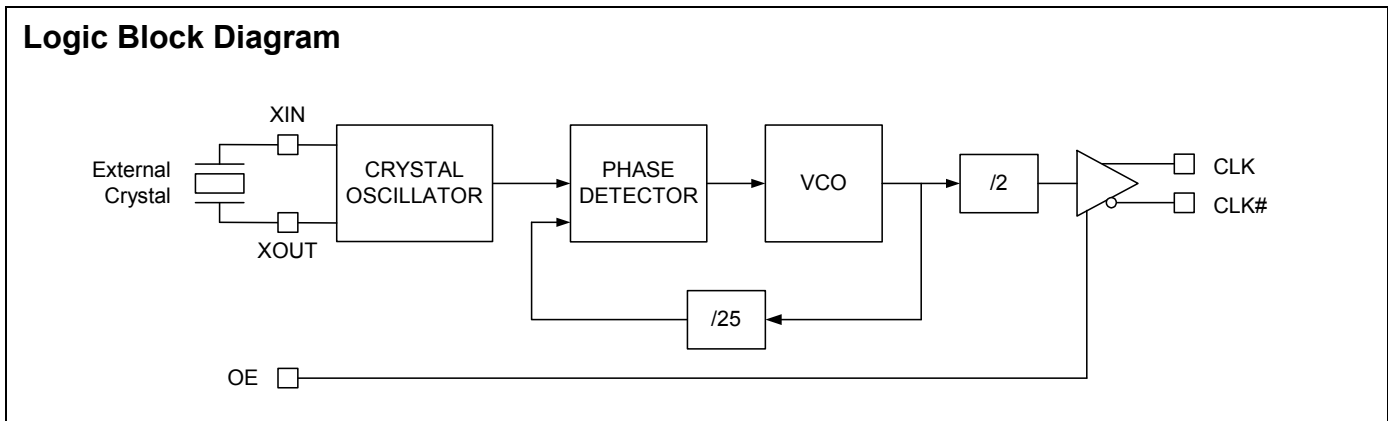 Logic Block Diagram
XIN
External
Crystal
XOUT
CRYSTAL
OSCILLATOR
PHASE
DETECTOR
VCO
/2
CLK
CLK#
/25
OE